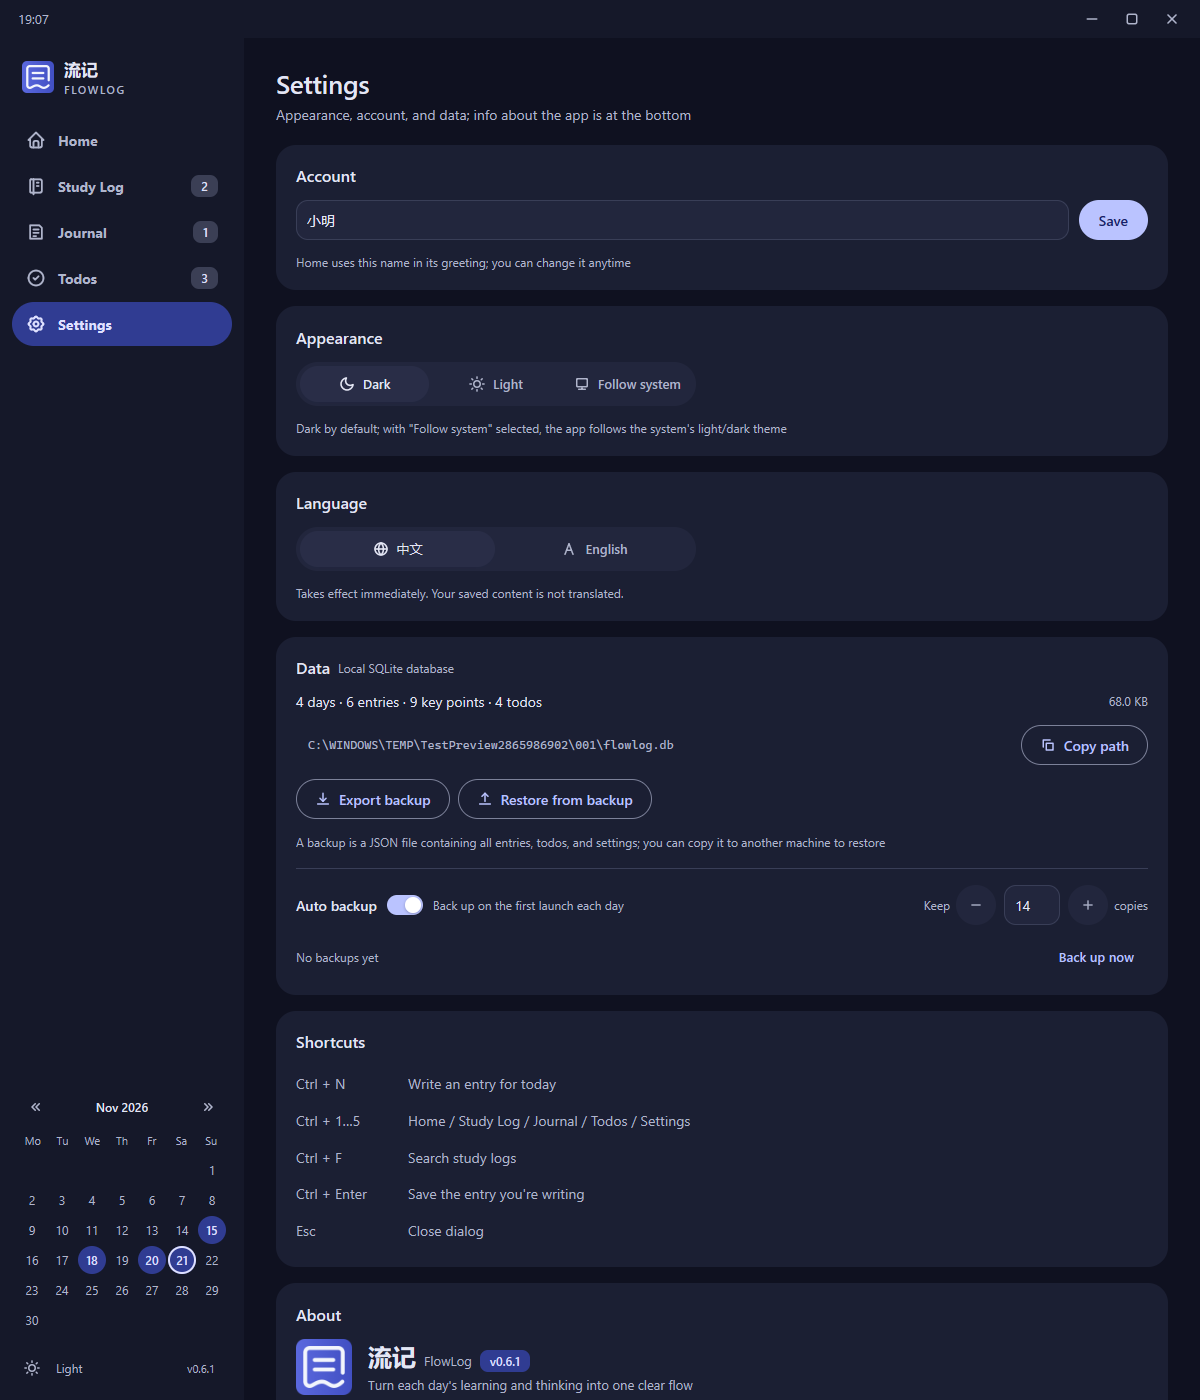 19:07
流记
FLOWLOG
Home
Study Log 2
Journal 1
Todos 3
Settings
« Nov 2026 »
Mo Tu We Th Fr Sa Su
1
2 3 4 5 6 7 8
9 10 11 12 13 14 15
16 17 18 19 20 21 22
23 24 25 26 27 28 29
30
Light v0.6.1
Settings
Appearance, account, and data; info about the app is at the bottom
Account
小明 Save
Home uses this name in its greeting; you can change it anytime
Appearance
Dark Light Follow system
Dark by default; with "Follow system" selected, the app follows the system's light/dark theme
Language
中文 English
Takes effect immediately. Your saved content is not translated.
Data Local SQLite database
4 days · 6 entries · 9 key points · 4 todos 68.0 KB
C:\WINDOWS\TEMP\TestPreview2865986902\001\flowlog.db Copy path
Export backup Restore from backup
A backup is a JSON file containing all entries, todos, and settings; you can copy it to another machine to restore
Auto backup Back up on the first launch each day Keep − 14 + copies
No backups yet Back up now
Shortcuts
Ctrl + N Write an entry for today
Ctrl + 1...5 Home / Study Log / Journal / Todos / Settings
Ctrl + F Search study logs
Ctrl + Enter Save the entry you're writing
Esc Close dialog
About
流记 FlowLog v0.6.1
Turn each day's learning and thinking into one clear flow